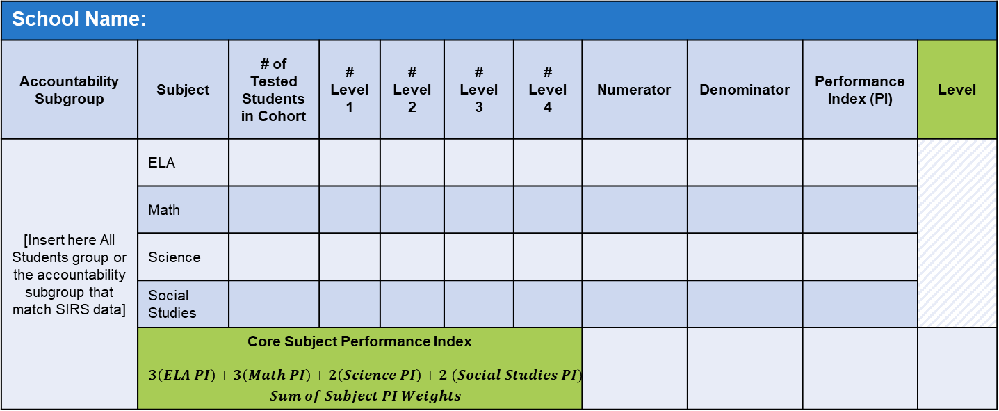 School Name:
Accountability
Subgroup
Subject
# of
Tested
Students
in Cohort
#
Level
1
#
Level
2
#
Level
3
#
Level
4
Numerator
Denominator
Performance
Index (PI)
Level
[Insert here All
Students group or
the accountability
subgroup that
match SIRS data]
ELA
Math
Science
Social
Studies
Core Subject Performance Index
3(ELA PI) + 3(Math PI) + 2(Science PI) + 2 (Social Studies PI)
Sum of Subject PI Weights